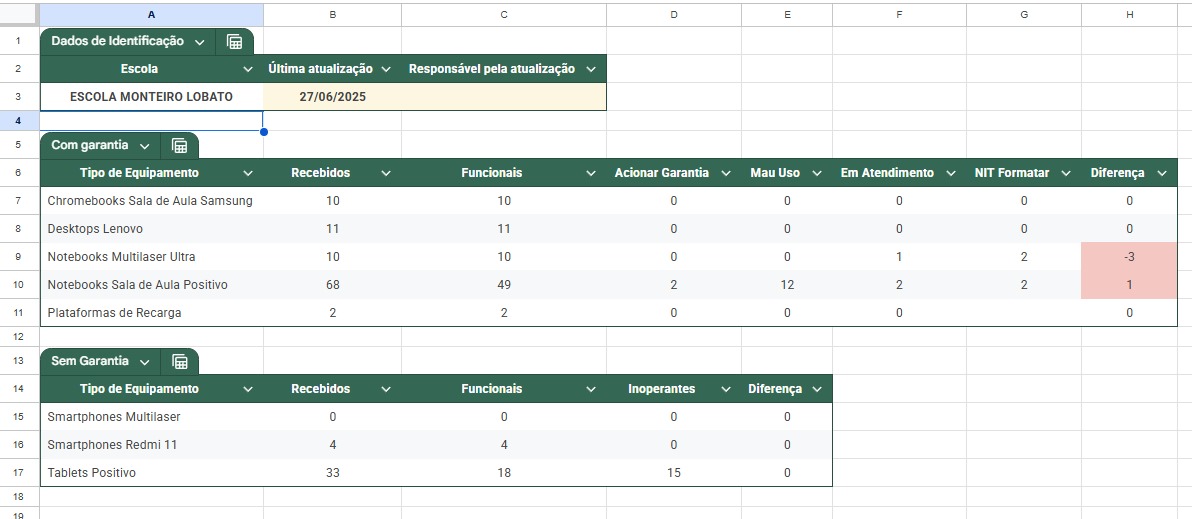 A B C D E F G H
1 Dados de Identificação
2 Escola Última atualização Responsável pela atualização
3 ESCOLA MONTEIRO LOBATO 27/06/2025
4
5 Com garantia
6 Tipo de Equipamento Recebidos Funcionais Acionar Garantia Mau Uso Em Atendimento NIT Formatar Diferença
7 Chromebooks Sala de Aula Samsung 10 10 0 0 0 0 0
8 Desktops Lenovo 11 11 0 0 0 0 0
9 Notebooks Multilaser Ultra 10 10 0 0 1 2 -3
10 Notebooks Sala de Aula Positivo 68 49 2 12 2 2 1
11 Plataformas de Recarga 2 2 0 0 0 0
12
13 Sem Garantia
14 Tipo de Equipamento Recebidos Funcionais Inoperantes Diferença
15 Smartphones Multilaser 0 0 0 0
16 Smartphones Redmi 11 4 4 0 0
17 Tablets Positivo 33 18 15 0
18
19